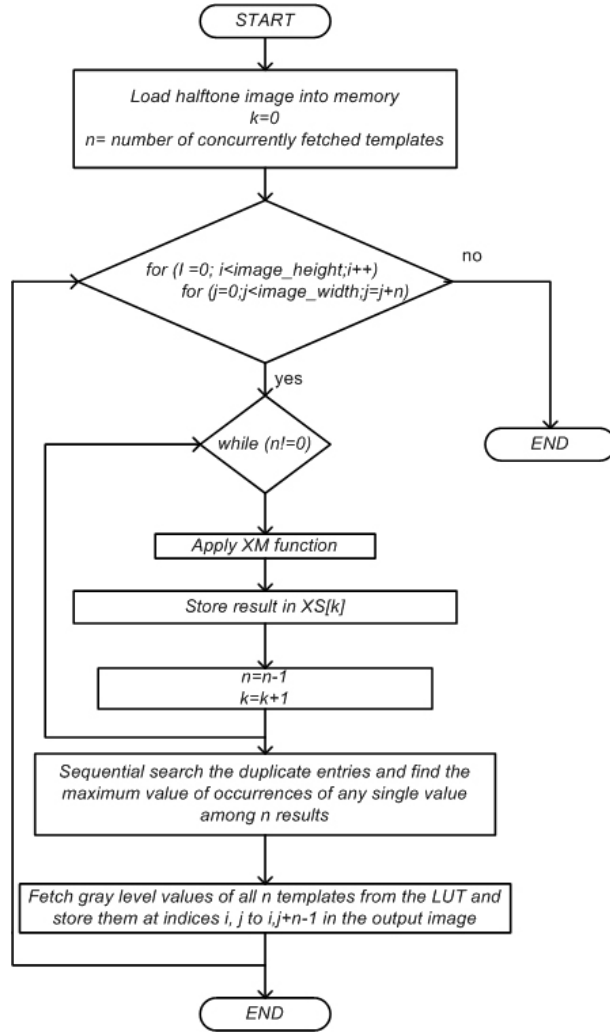 START
Load halftone image into memory
k=0
n= number of concurrently fetched templates
for (I =0; i<image_height;i++)
for (j=0;j<image_width;j=j+n)
no
yes
END
while (n!=0)
Apply XM function
Store result in XS[k]
n=n-1
k=k+1
Sequential search the duplicate entries and find the
maximum value of occurrences of any single value
among n results
Fetch gray level values of all n templates from the LUT and
store them at indices i, j to i,j+n-1 in the output image
END